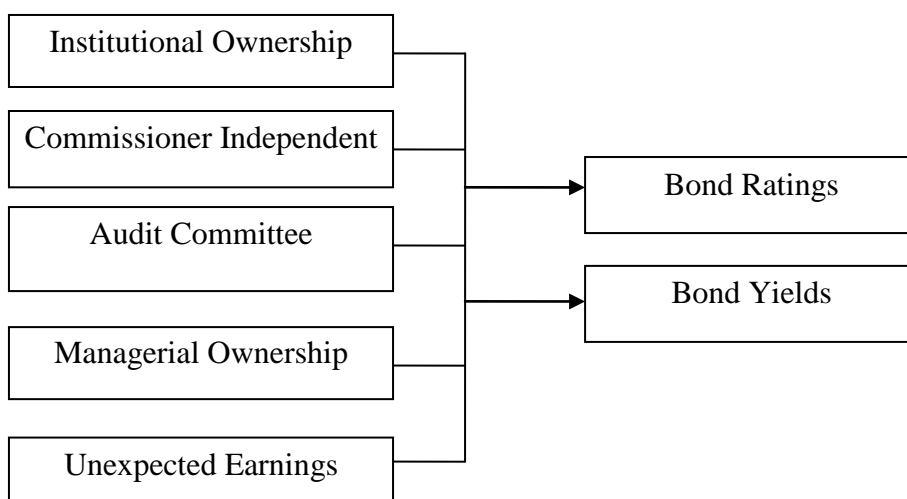 Institutional Ownership
Commissioner Independent
Audit Committee
Managerial Ownership
Unexpected Earnings
Bond Ratings
Bond Yields